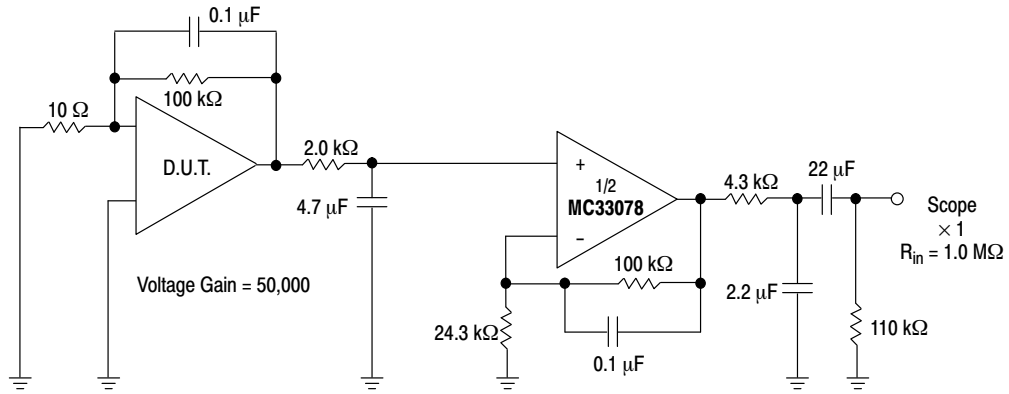 0.1 µF
100 kΩ
10 Ω
D.U.T.
2.0 kΩ
4.7 µF
Voltage Gain = 50,000
+
1/2
MC33078
–
100 kΩ
24.3 kΩ
0.1 µF
4.3 kΩ
22 µF
2.2 µF
110 kΩ
Scope
× 1
Rin = 1.0 MΩ